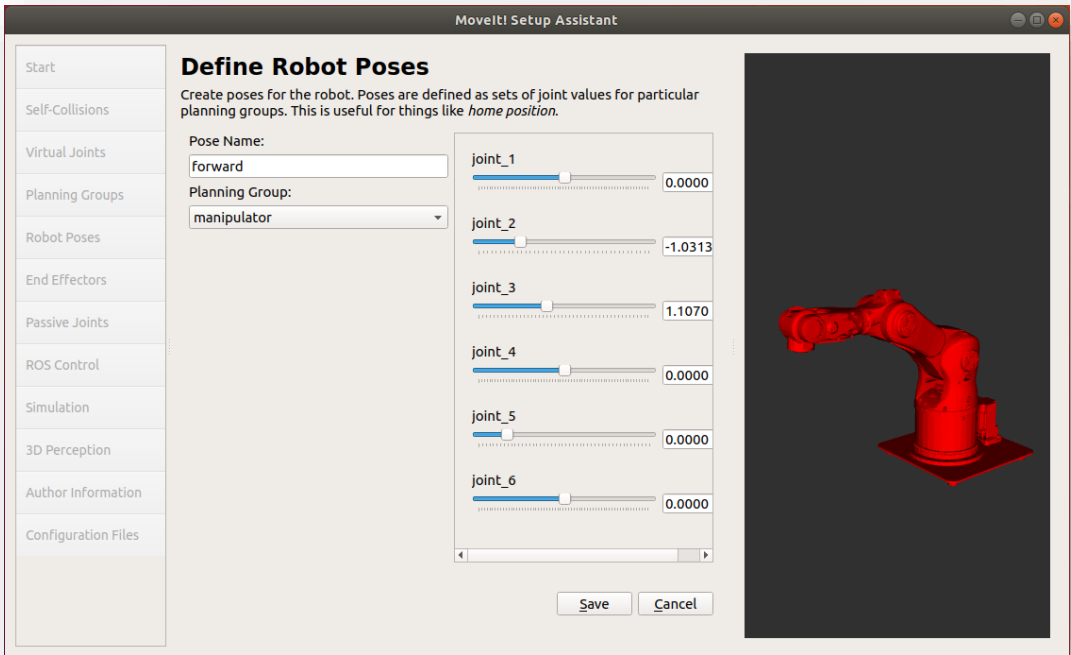 MoveIt! Setup Assistant
Start
Self-Collisions
Virtual Joints
Planning Groups
Robot Poses
End Effectors
Passive Joints
ROS Control
Simulation
3D Perception
Author Information
Configuration Files
Define Robot Poses
Create poses for the robot. Poses are defined as sets of joint values for particular
planning groups. This is useful for things like home position.
Pose Name:
forward
Planning Group:
manipulator
joint_1
0.0000
joint_2
-1.0313
joint_3
1.1070
joint_4
0.0000
joint_5
0.0000
joint_6
0.0000
Save
Cancel